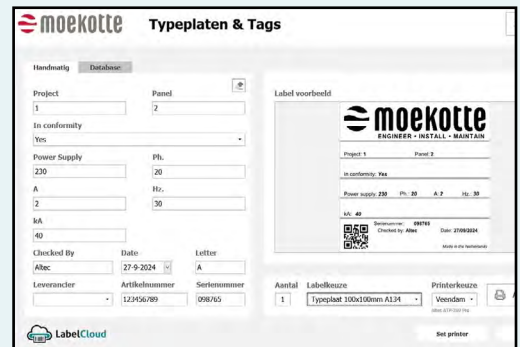 moekotte Typeplaten & Tags
Handmatig Database
Project Panel
1 2
In conformity
Yes
Power Supply Ph.
230 20
A Hz.
2 30
kA
40
Checked By Date Letter
Altec 27-9-2024 A
Leverancier Artikelnummer Serienummer
123456789 098765
LabelCloud
Label voorbeeld
moekotte
ENGINEER • INSTALL • MAINTAIN
Project: 1 Panel: 2
In conformity: Yes
Power supply: 230 Ph.: 20 A: 2 Hz.: 30
kA: 40
Serienummer: 098765
Checked by: Altec Date: 27/09/2024
Made in the Netherlands
Aantal Labelkeuze Printerkeuze
1 Typeplaat 100x100mm A134 Veendam
Set printer